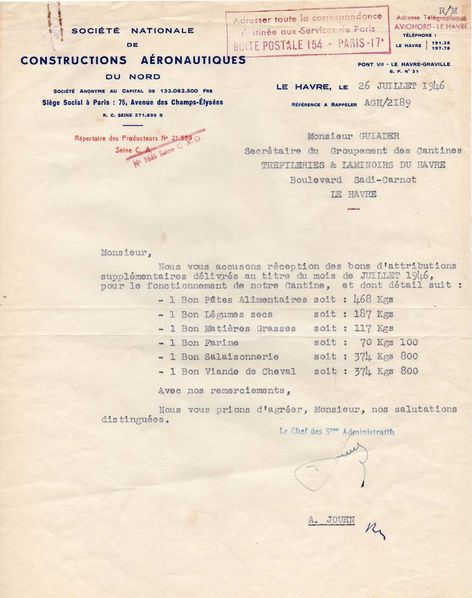 R/M
SOCIÉTÉ NATIONALE
DE
CONSTRUCTIONS AÉRONAUTIQUES
DU NORD
SOCIÉTÉ ANONYME AU CAPITAL DE 133.082.500 FRS
Siège Social à Paris : 75, Avenue des Champs-Élysées
R. C. SEINE 271.895 B
Adresser toute la correspondance
destinée aux Services de Paris
BOITE POSTALE 154 - PARIS-17e
Adresse Télégraphique
AVIONORD-LE HAVRE
TÉLÉPHONE :
LE HAVRE 191.25
197.78
PONT VII - LE HAVRE-GRAVILLE
B. P. N° 21
LE HAVRE, LE 26 JUILLET 1946
RÉFÉRENCE A RAPPELER AGH/2189
Répertoire des Producteurs N° 21.559
Seine C. A.
N° 1655 Seine C A O
Monsieur GUIADER
Secrétaire du Groupement des Cantines
TREFILERIES & LAMINOIRS DU HAVRE
Boulevard Sadi-Carnot
LE HAVRE
Monsieur,
Nous vous accusons réception des bons d'attributions
supplémentaires délivrés au titre du mois de JUILLET 1946,
pour le fonctionnement de notre Cantine, et dont détail suit :
- 1 Bon Pâtes Alimentaires soit : 468 Kgs
- 1 Bon Légumes secs soit : 187 Kgs
- 1 Bon Matières Grasses soit : 117 Kgs
- 1 Bon Farine soit : 70 Kgs 100
- 1 Bon Salaisonnerie soit : 374 Kgs 800
- 1 Bon Viande de Cheval soit : 374 Kgs 800
Avec nos remerciements,
Nous vous prions d'agréer, Monsieur, nos salutations
distinguées.
Le Chef des Sces Administratifs
A. JOUEN